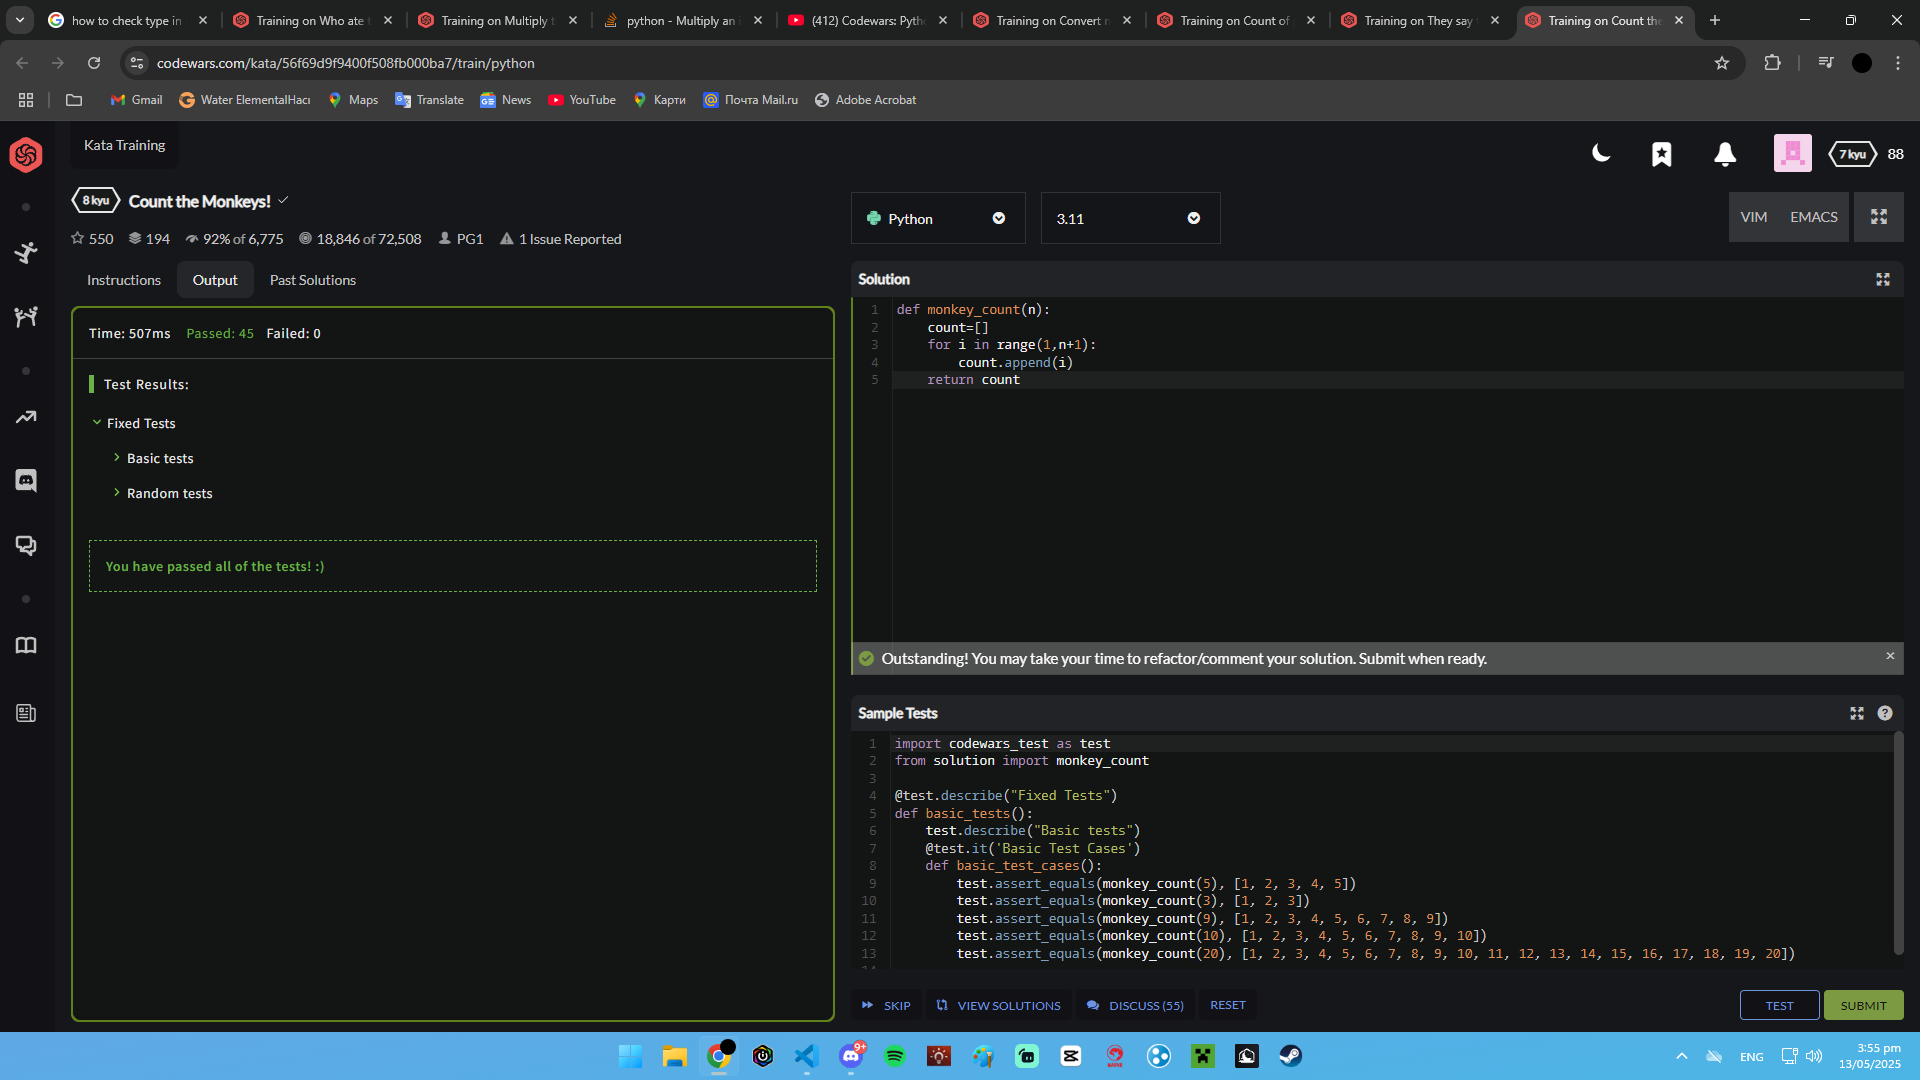 how to check type in
Training on Who ate t
Training on Multiply t
python - Multiply an i
(412) Codewars: Pyth
Training on Convert n
Training on Count of
Training on They say
Training on Count the
codewars.com/kata/56f69d9f9400f508fb000ba7/train/python
Gmail
Water ElementalHacı
Maps
Translate
News
YouTube
Карти
Почта Mail.ru
Adobe Acrobat
Kata Training
7 kyu 88
8 kyu Count the Monkeys!
550 194 92% of 6,775 18,846 of 72,508 PG1 1 Issue Reported
Python
3.11
VIM EMACS
Instructions Output Past Solutions
Time: 507ms Passed: 45 Failed: 0
Test Results:
Fixed Tests
Basic tests
Random tests
You have passed all of the tests! :)
Solution
1 def monkey_count(n):
2 count=[]
3 for i in range(1,n+1):
4 count.append(i)
5 return count
Outstanding! You may take your time to refactor/comment your solution. Submit when ready.
Sample Tests
1 import codewars_test as test
2 from solution import monkey_count
3
4 @test.describe("Fixed Tests")
5 def basic_tests():
6 test.describe("Basic tests")
7 @test.it('Basic Test Cases')
8 def basic_test_cases():
9 test.assert_equals(monkey_count(5), [1, 2, 3, 4, 5])
10 test.assert_equals(monkey_count(3), [1, 2, 3])
11 test.assert_equals(monkey_count(9), [1, 2, 3, 4, 5, 6, 7, 8, 9])
12 test.assert_equals(monkey_count(10), [1, 2, 3, 4, 5, 6, 7, 8, 9, 10])
13 test.assert_equals(monkey_count(20), [1, 2, 3, 4, 5, 6, 7, 8, 9, 10, 11, 12, 13, 14, 15, 16, 17, 18, 19, 20])
SKIP VIEW SOLUTIONS DISCUSS (55) RESET
TEST SUBMIT
9+
ENG
3:55 pm
13/05/2025